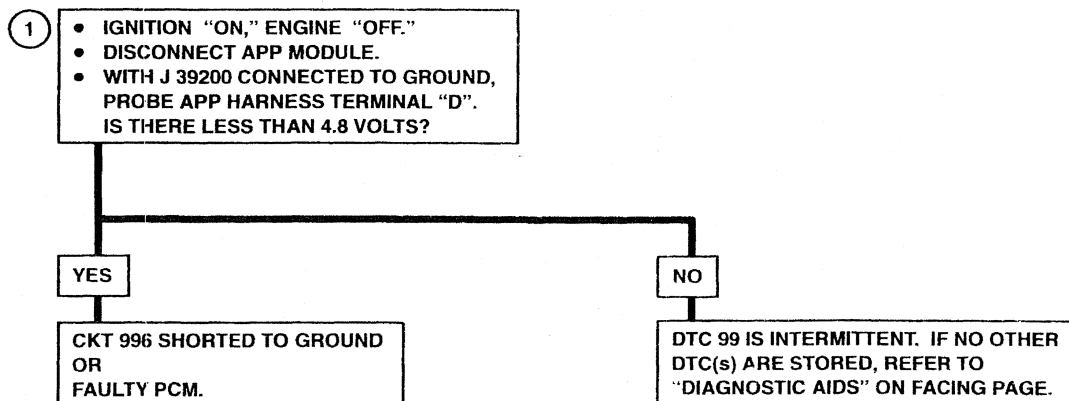 1
• IGNITION "ON," ENGINE "OFF."
• DISCONNECT APP MODULE.
• WITH J 39200 CONNECTED TO GROUND,
PROBE APP HARNESS TERMINAL "D".
IS THERE LESS THAN 4.8 VOLTS?
YES
NO
CKT 996 SHORTED TO GROUND
OR
FAULTY PCM.
DTC 99 IS INTERMITTENT. IF NO OTHER
DTC(s) ARE STORED, REFER TO
"DIAGNOSTIC AIDS" ON FACING PAGE.